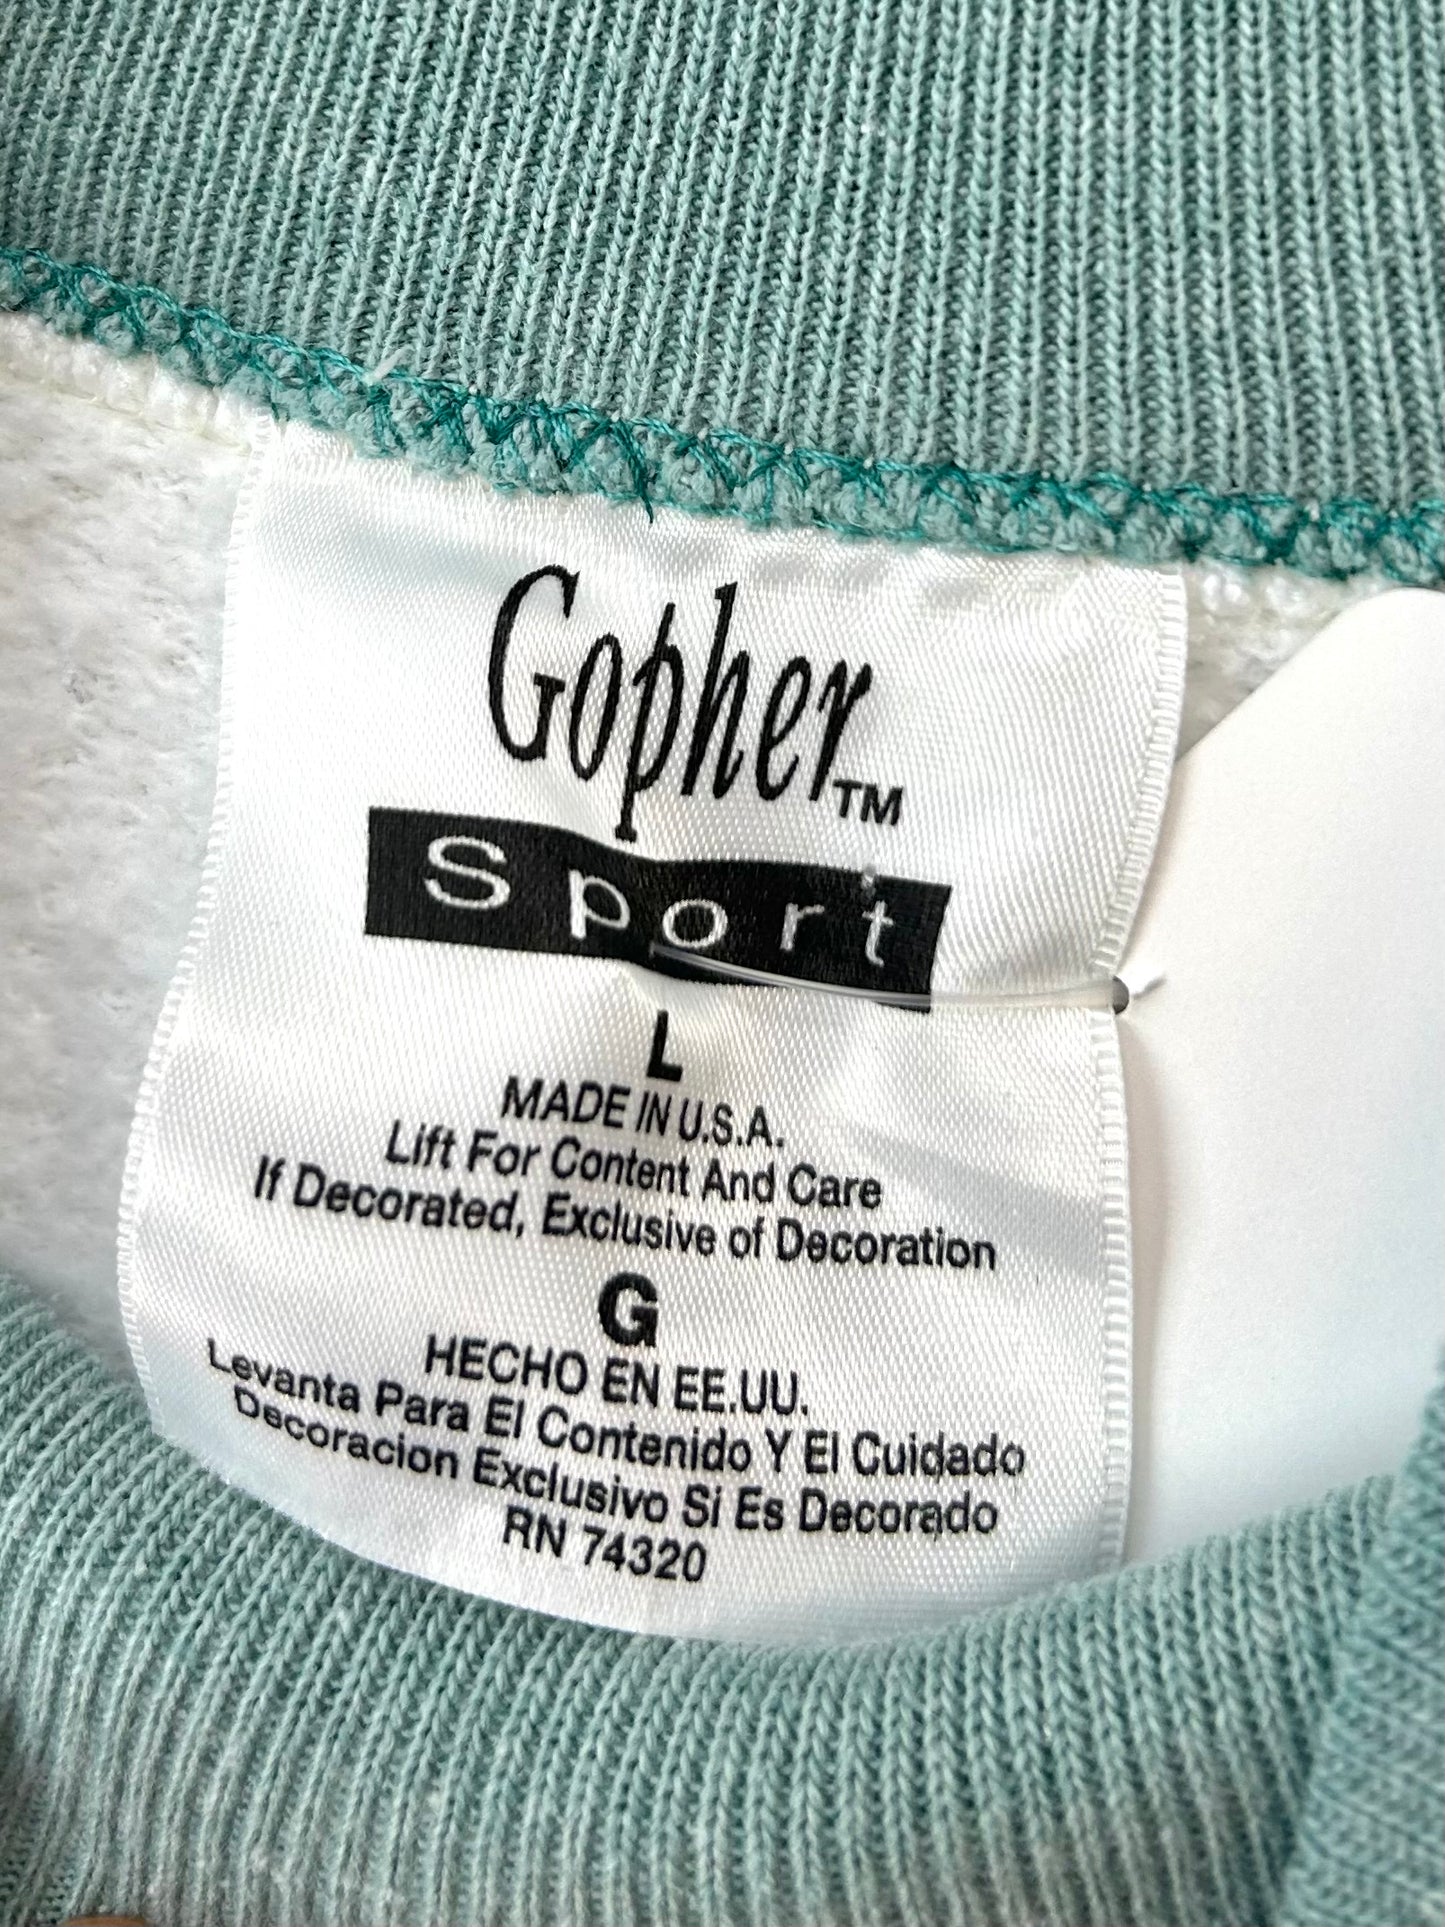 Gopher™
Sport
L
MADE IN U.S.A.
Lift For Content And Care
If Decorated, Exclusive of Decoration
G
HECHO EN EE.UU.
Levanta Para El Contenido Y El Cuidado
Decoracion Exclusivo Si Es Decorado
RN 74320